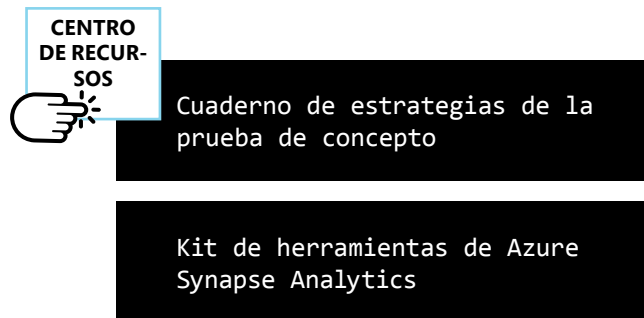 CENTRO
DE RECUR-
SOS
Cuaderno de estrategias de la
prueba de concepto
Kit de herramientas de Azure
Synapse Analytics